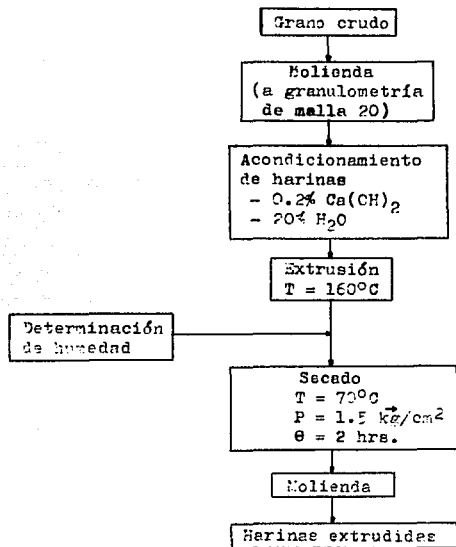 Grano crudo
Molienda
(a granulometría
de malla 20)
Acondicionamiento
de harinas
- 0.2% Ca(CH)2
- 20% H2O
Extrusión
T = 160°C
Determinación
de humedad
Secado
T = 70°C
P = 1.5 kg/cm2
θ = 2 hrs.
Molienda
Harinas extrudidas